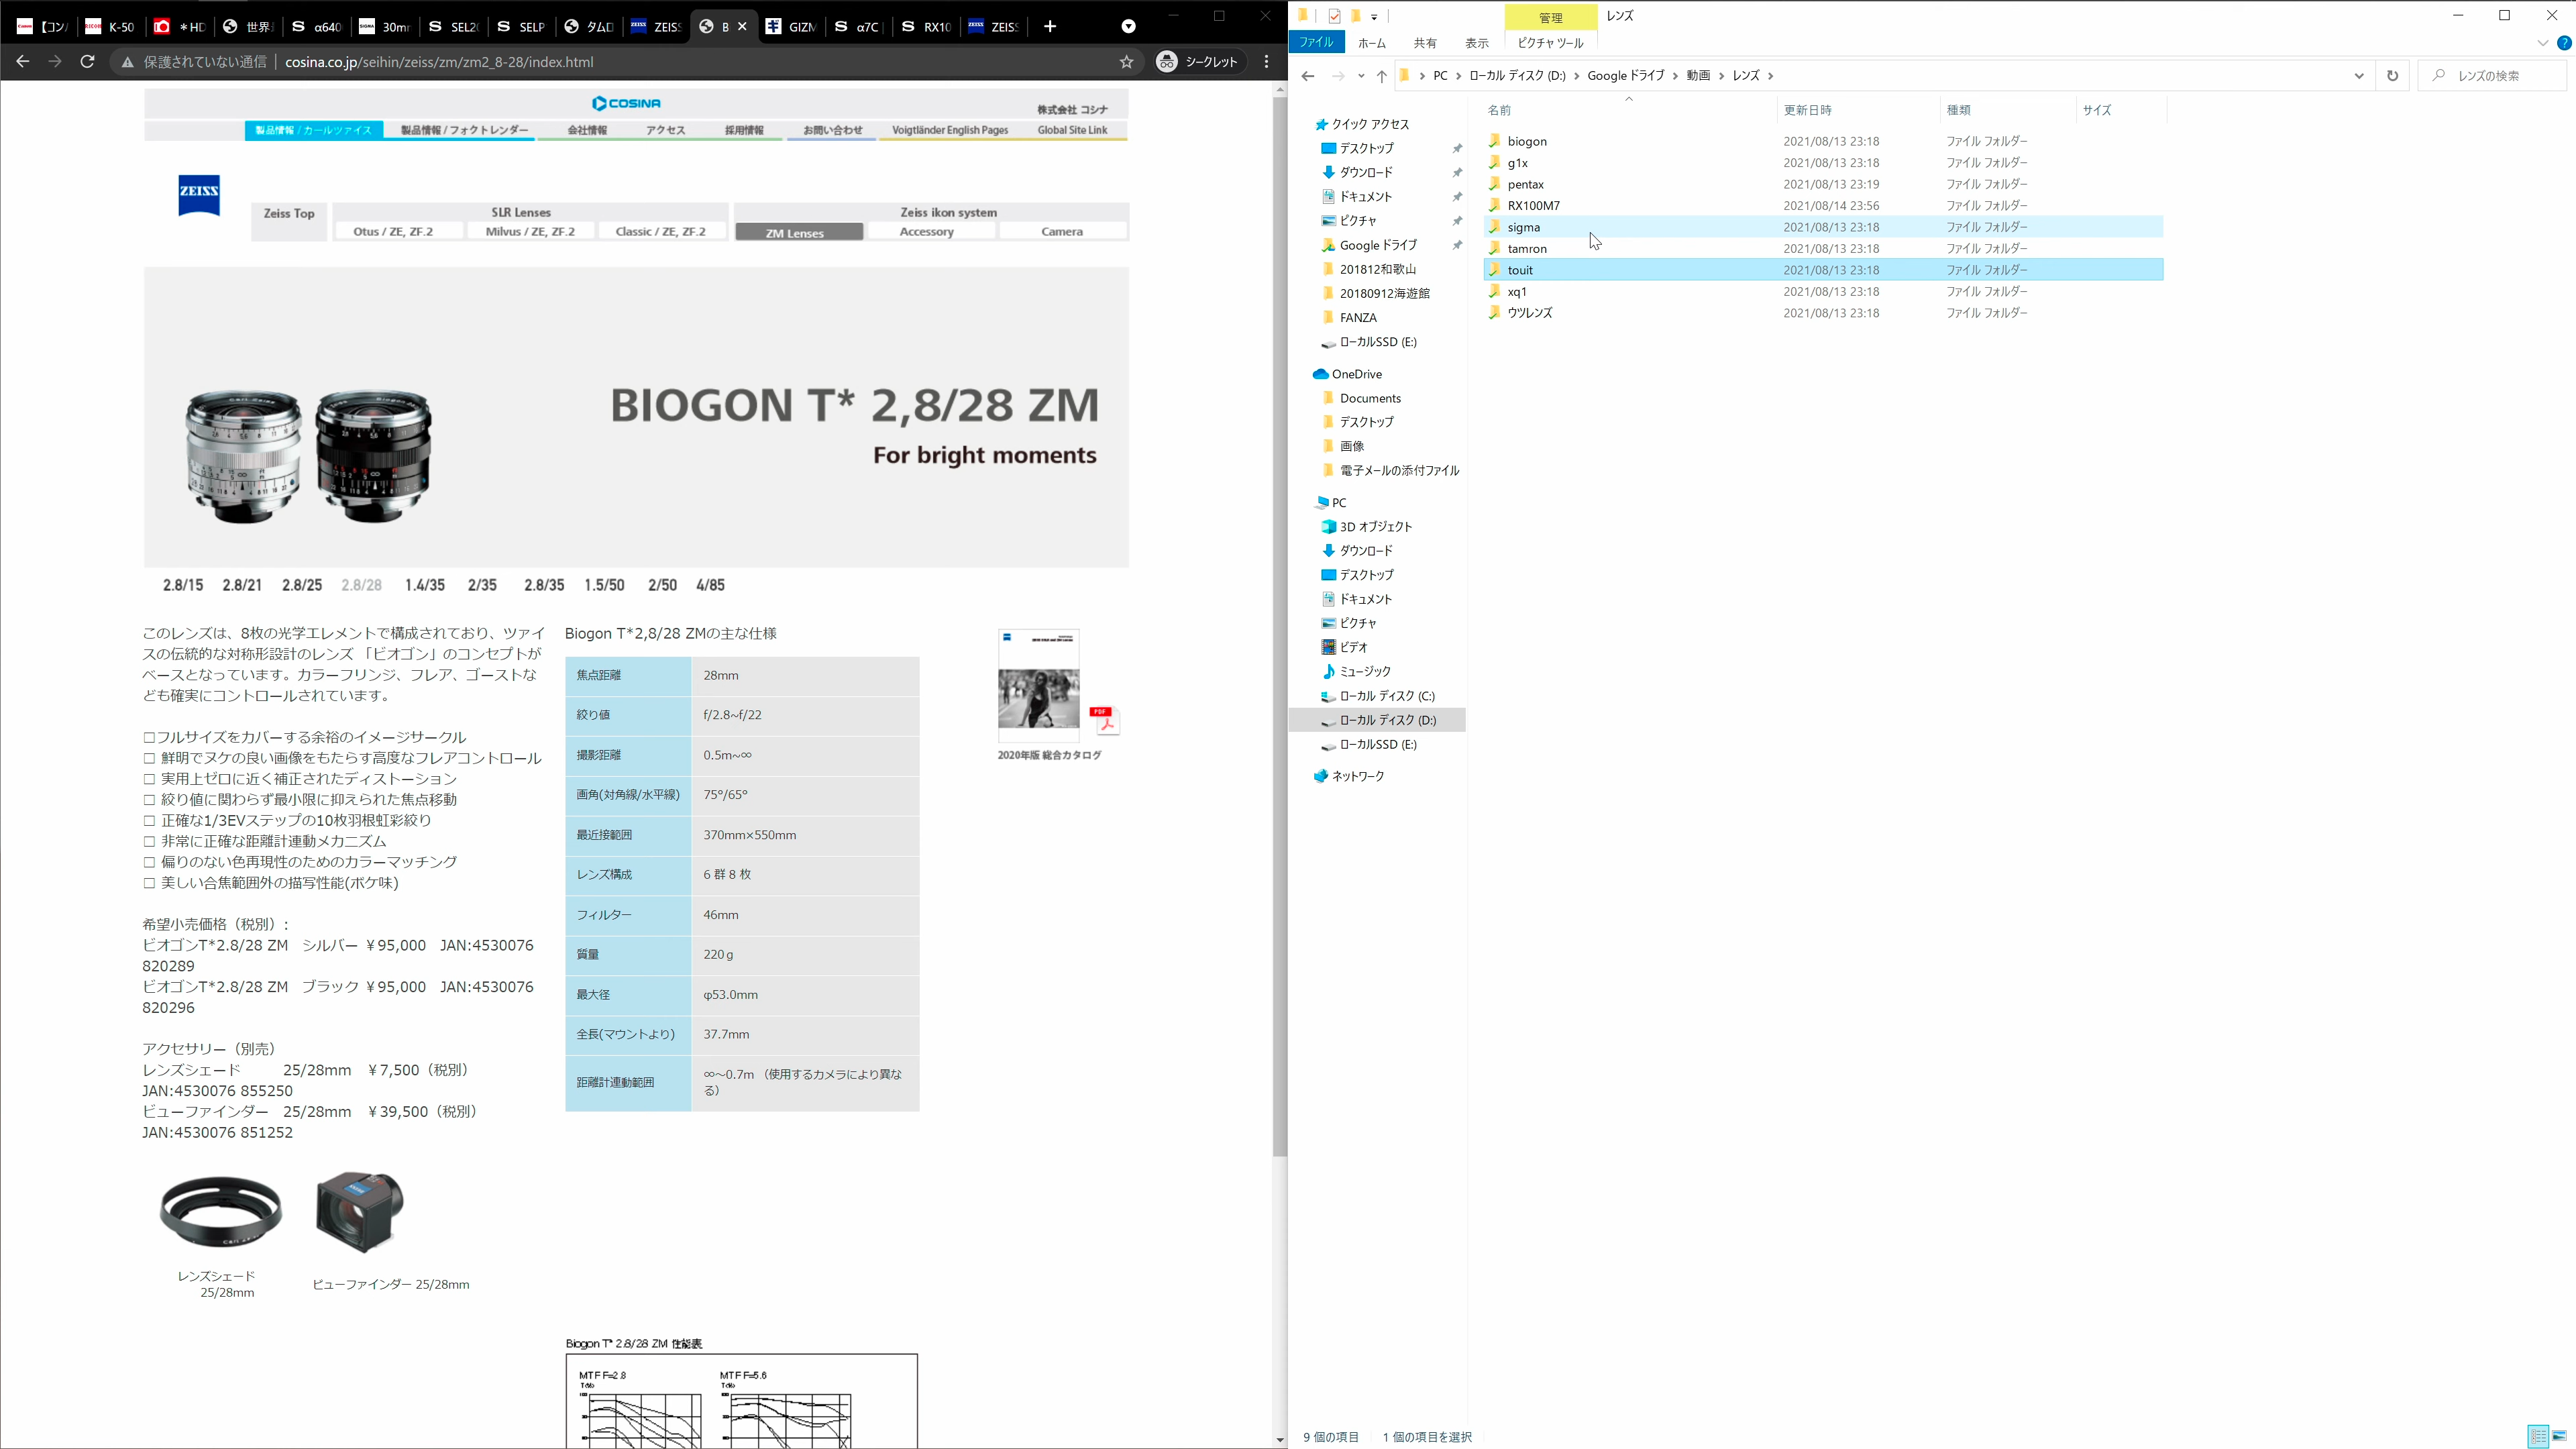 【コン
K-50
＊HD
世界
α640
30m
SEL2
SELP
タムロ
ZEISS
B
GIZM
α7C
RX10
ZEISS
保護されていない通信 | cosina.co.jp/seihin/zeiss/zm/zm2_8-28/index.html
シークレット
COSINA
株式会社 コシナ
製品情報 / カールツァイス
製品情報 / フォクトレンダー
会社情報
アクセス
採用情報
お問い合わせ
Voigtländer English Pages
Global Site Link
ZEISS
Zeiss Top
SLR Lenses
Zeiss ikon system
Otus / ZE, ZF.2
Milvus / ZE, ZF.2
Classic / ZE, ZF.2
ZM Lenses
Accessory
Camera
BIOGON T* 2,8/28 ZM
For bright moments
2.8/15 2.8/21 2.8/25 2.8/28 1.4/35 2/35 2.8/35 1.5/50 2/50 4/85
このレンズは、8枚の光学エレメントで構成されており、ツァイ
スの伝統的な対称形設計のレンズ 「ビオゴン」のコンセプトが
ベースとなっています。カラーフリンジ、フレア、ゴーストな
ども確実にコントロールされています。
□フルサイズをカバーする余裕のイメージサークル
□ 鮮明でヌケの良い画像をもたらす高度なフレアコントロール
□ 実用上ゼロに近く補正されたディストーション
□ 絞り値に関わらず最小限に抑えられた焦点移動
□ 正確な1/3EVステップの10枚羽根虹彩絞り
□ 非常に正確な距離計連動メカニズム
□ 偏りのない色再現性のためのカラーマッチング
□ 美しい合焦範囲外の描写性能(ボケ味)
希望小売価格（税別）:
ビオゴンT*2.8/28 ZM シルバー ￥95,000 JAN:4530076
820289
ビオゴンT*2.8/28 ZM ブラック ￥95,000 JAN:4530076
820296
アクセサリー（別売）
レンズシェード 25/28mm ￥7,500（税別）
JAN:4530076 855250
ビューファインダー 25/28mm ￥39,500（税別）
JAN:4530076 851252
レンズシェード
25/28mm
ビューファインダー 25/28mm
Biogon T*2,8/28 ZMの主な仕様
焦点距離 28mm
絞り値 f/2.8~f/22
撮影距離 0.5m~∞
画角(対角線/水平線) 75°/65°
最近接範囲 370mm×550mm
レンズ構成 6 群 8 枚
フィルター 46mm
質量 220ｇ
最大径 φ53.0mm
全長(マウントより) 37.7mm
距離計連動範囲 ∞～0.7m （使用するカメラにより異な
る）
PDF
2020年版 総合カタログ
Biogon T* 2.8/28 ZM 性能表
MTF F=2.8
T(%)
MTF F=5.6
T(%)
管理
レンズ
ファイル
ホーム
共有
表示
ピクチャ ツール
PC › ローカル ディスク (D:) › Google ドライブ › 動画 › レンズ ›
レンズの検索
クイック アクセス
デスクトップ
ダウンロード
ドキュメント
ピクチャ
Google ドライブ
201812和歌山
20180912海遊館
FANZA
ローカルSSD (E:)
OneDrive
Documents
デスクトップ
画像
電子メールの添付ファイル
PC
3D オブジェクト
ダウンロード
デスクトップ
ドキュメント
ピクチャ
ビデオ
ミュージック
ローカル ディスク (C:)
ローカル ディスク (D:)
ローカルSSD (E:)
ネットワーク
名前 更新日時 種類 サイズ
biogon 2021/08/13 23:18 ファイル フォルダー
g1x 2021/08/13 23:18 ファイル フォルダー
pentax 2021/08/13 23:19 ファイル フォルダー
RX100M7 2021/08/14 23:56 ファイル フォルダー
sigma 2021/08/13 23:18 ファイル フォルダー
tamron 2021/08/13 23:18 ファイル フォルダー
touit 2021/08/13 23:18 ファイル フォルダー
xq1 2021/08/13 23:18 ファイル フォルダー
ウツレンズ 2021/08/13 23:18 ファイル フォルダー
9 個の項目 1 個の項目を選択